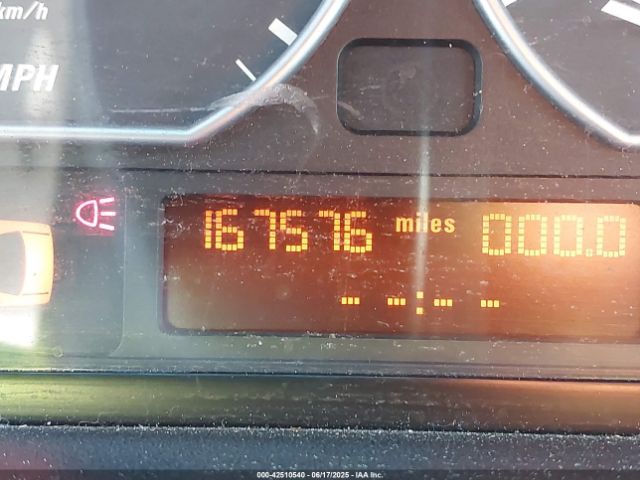 km/h
MPH
167576 miles 000.0
-- --:-- --
000-42510540 - 06/17/2025 - IAA Inc.